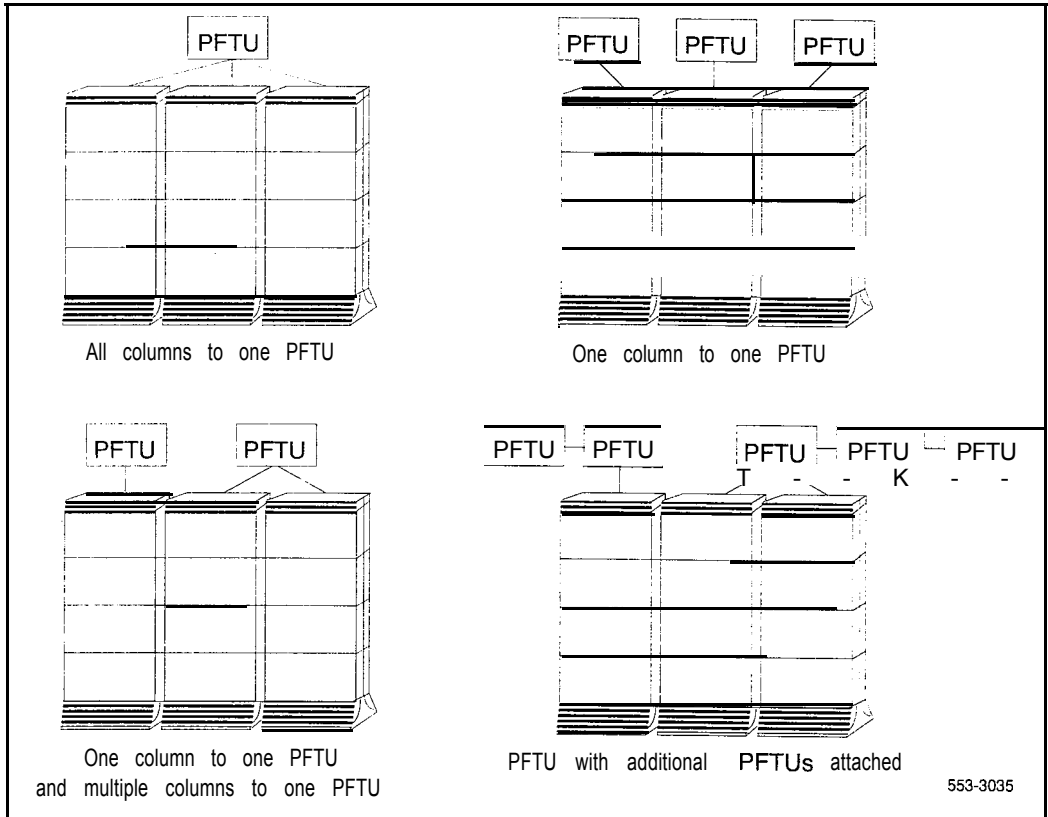 PFTU
PFTU PFTU PFTU
All columns to one PFTU
One column to one PFTU
PFTU PFTU
PFTU PFTU PFTU PFTU PFTU
T - - K - -
One column to one PFTU
and multiple columns to one PFTU
PFTU with additional PFTUs attached
553-3035